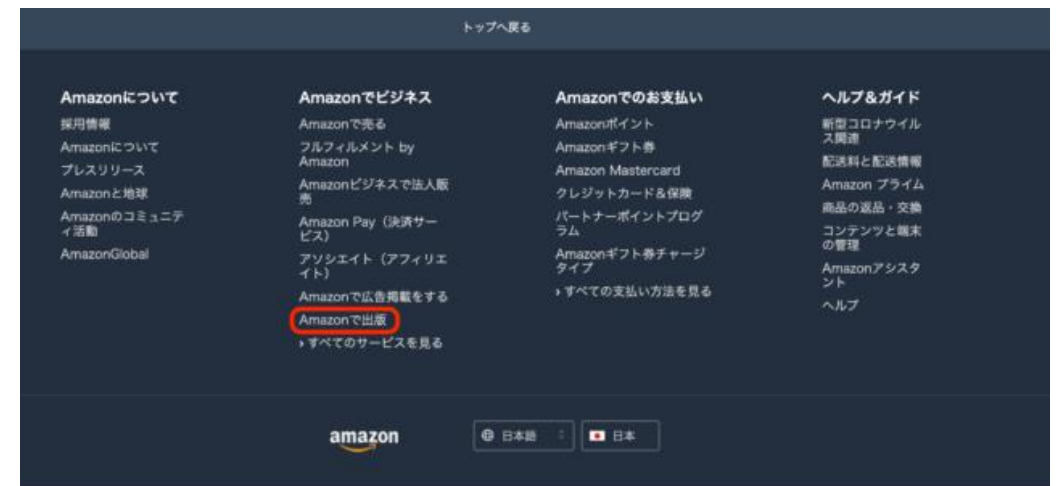 トップへ戻る
Amazonについて
採用情報
Amazonについて
プレスリリース
Amazonと地球
Amazonのコミュニテ
ィ活動
AmazonGlobal
Amazonでビジネス
Amazonで売る
フルフィルメント by
Amazon
Amazonビジネスで法人販
売
Amazon Pay（決済サー
ビス）
アソシエイト（アフィリエ
イト）
Amazonで広告掲載をする
Amazonで出版
› すべてのサービスを見る
Amazonでのお支払い
Amazonポイント
Amazonギフト券
Amazon Mastercard
クレジットカード＆保険
パートナーポイントプログ
ラム
Amazonギフト券チャージ
タイプ
› すべての支払い方法を見る
ヘルプ&ガイド
新型コロナウイル
ス関連
配送料と配送情報
Amazon プライム
商品の返品・交換
コンテンツと端末
の管理
Amazonアシスタ
ント
ヘルプ
amazon
日本語
日本